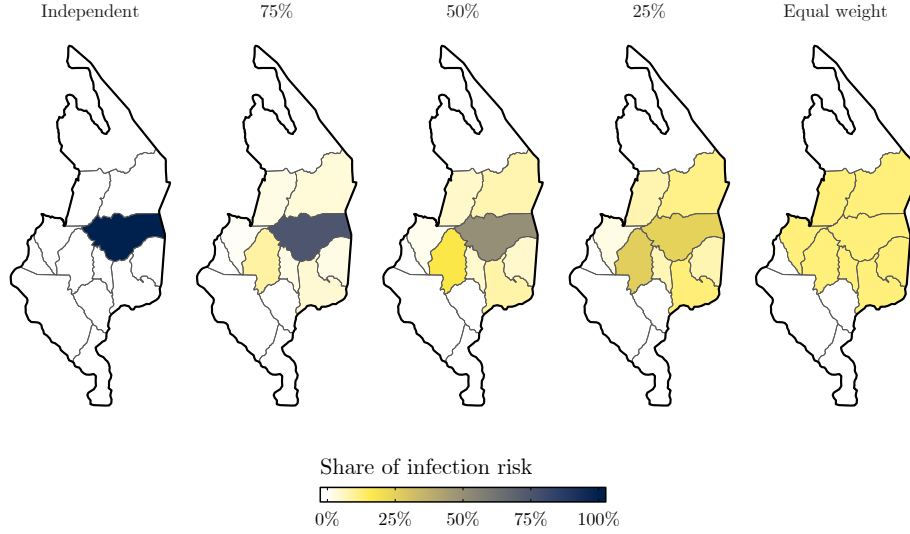 Independent 75% 50% 25% Equal weight
Share of infection risk
0% 25% 50% 75% 100%